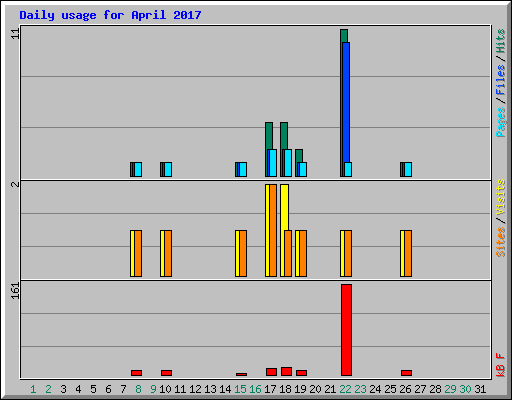 Daily usage for April 2017
11
2
161
Pages / Files / Hits
Sites / Visits
kB F
1 2 3 4 5 6 7 8 9 10 11 12 13 14 15 16 17 18 19 20 21 22 23 24 25 26 27 28 29 30 31